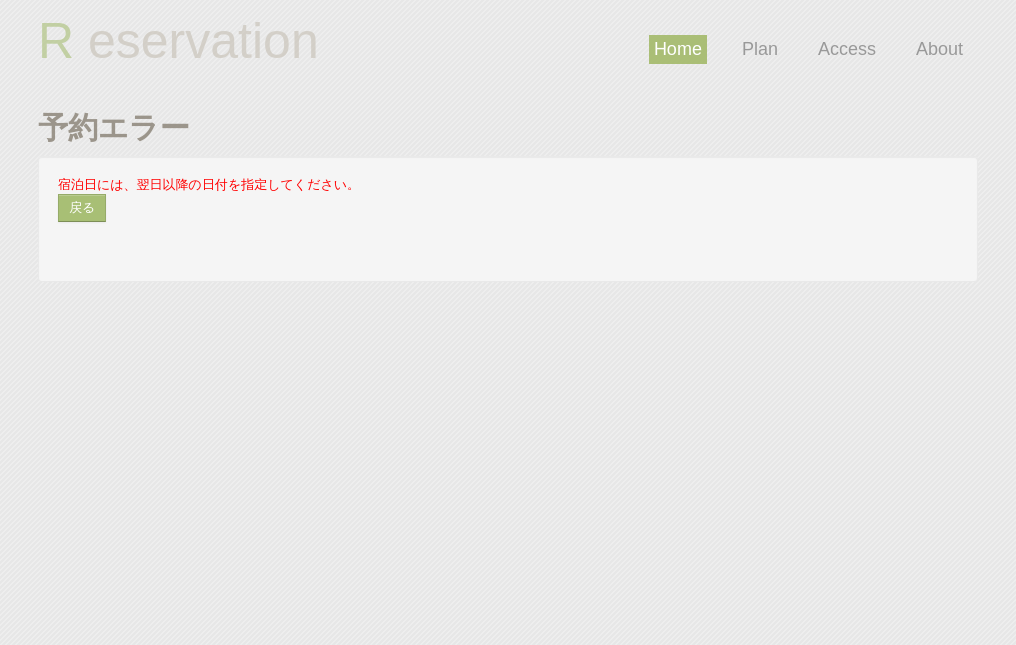 R eservation
Home Plan Access About
予約エラー
宿泊日には、翌日以降の日付を指定してください。
戻る